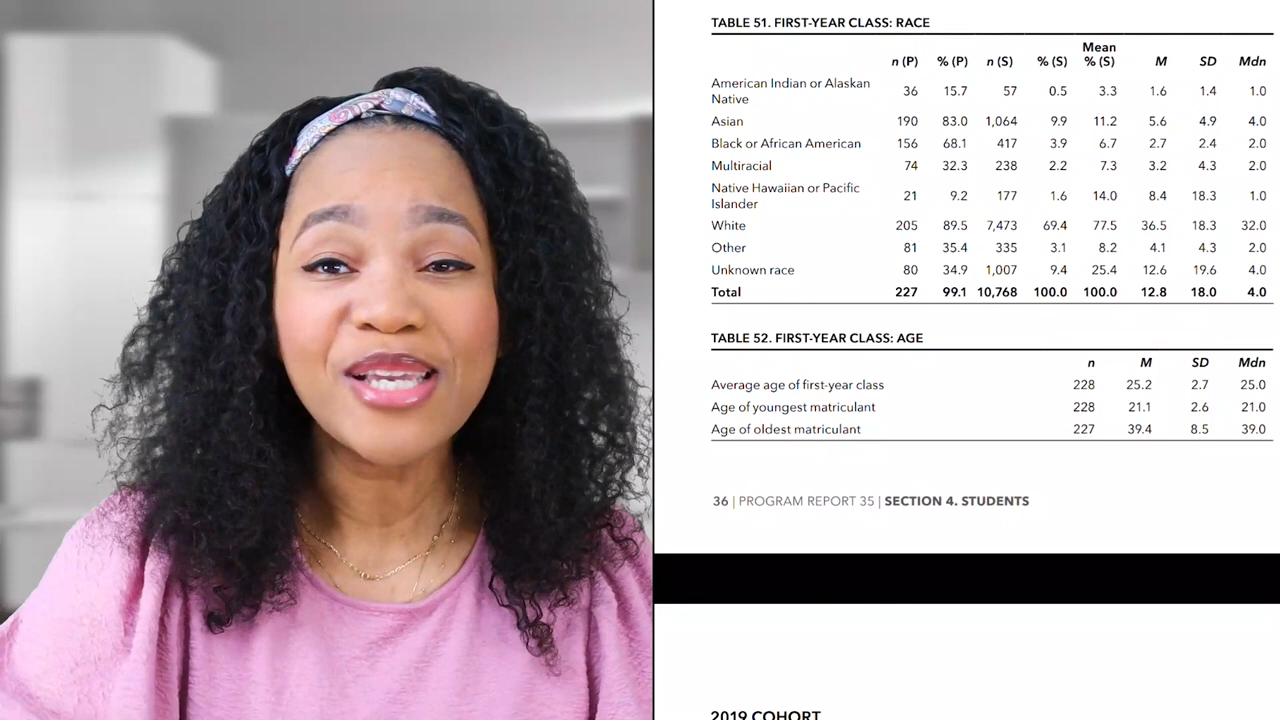 TABLE 51. FIRST-YEAR CLASS: RACE
n (P) % (P) n (S) % (S) Mean % (S) M SD Mdn
American Indian or Alaskan Native 36 15.7 57 0.5 3.3 1.6 1.4 1.0
Asian 190 83.0 1,064 9.9 11.2 5.6 4.9 4.0
Black or African American 156 68.1 417 3.9 6.7 2.7 2.4 2.0
Multiracial 74 32.3 238 2.2 7.3 3.2 4.3 2.0
Native Hawaiian or Pacific Islander 21 9.2 177 1.6 14.0 8.4 18.3 1.0
White 205 89.5 7,473 69.4 77.5 36.5 18.3 32.0
Other 81 35.4 335 3.1 8.2 4.1 4.3 2.0
Unknown race 80 34.9 1,007 9.4 25.4 12.6 19.6 4.0
Total 227 99.1 10,768 100.0 100.0 12.8 18.0 4.0
TABLE 52. FIRST-YEAR CLASS: AGE
n M SD Mdn
Average age of first-year class 228 25.2 2.7 25.0
Age of youngest matriculant 228 21.1 2.6 21.0
Age of oldest matriculant 227 39.4 8.5 39.0
36 | PROGRAM REPORT 35 | SECTION 4. STUDENTS
2019 COHORT